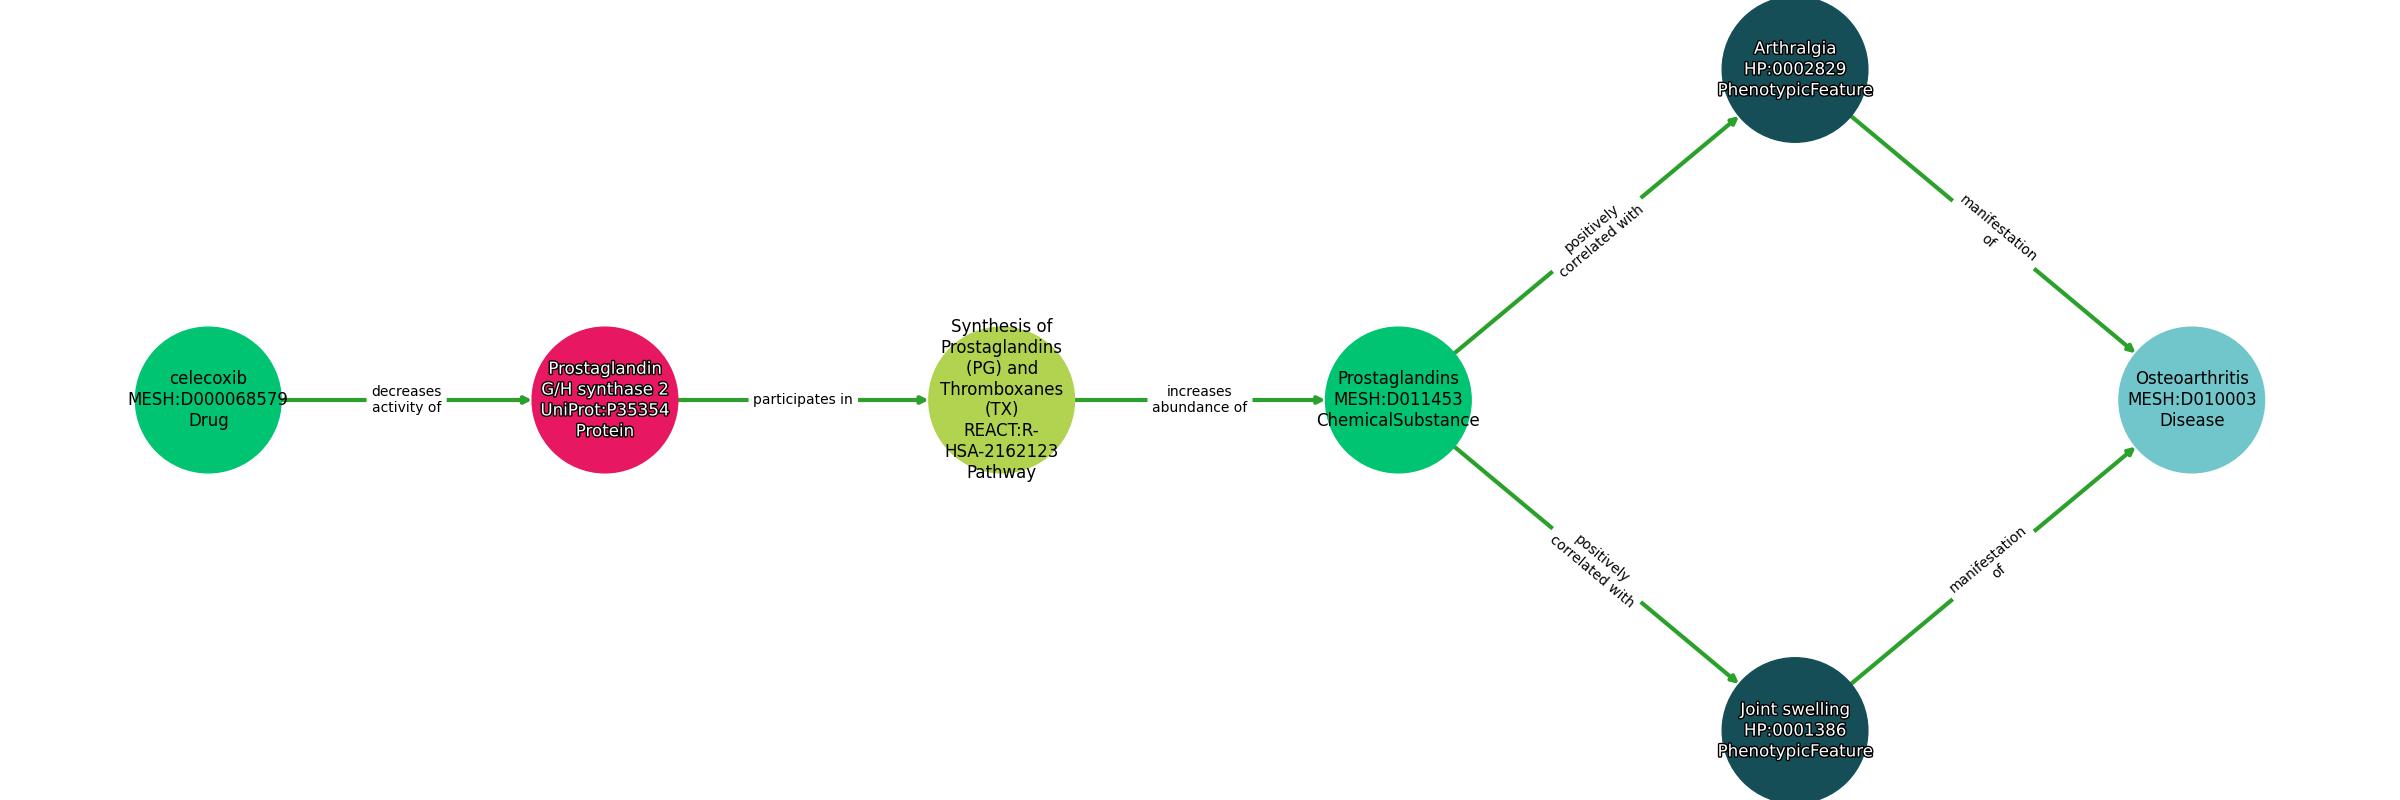 celecoxib
MESH:D000068579
Drug
decreases
activity of
Prostaglandin
G/H synthase 2
UniProt:P35354
Protein
participates in
Synthesis of
Prostaglandins
(PG) and
Thromboxanes
(TX)
REACT:R-
HSA-2162123
Pathway
increases
abundance of
Prostaglandins
MESH:D011453
ChemicalSubstance
positively
correlated with
Arthralgia
HP:0002829
PhenotypicFeature
manifestation
of
positively
correlated with
Joint swelling
HP:0001386
PhenotypicFeature
manifestation
of
Osteoarthritis
MESH:D010003
Disease